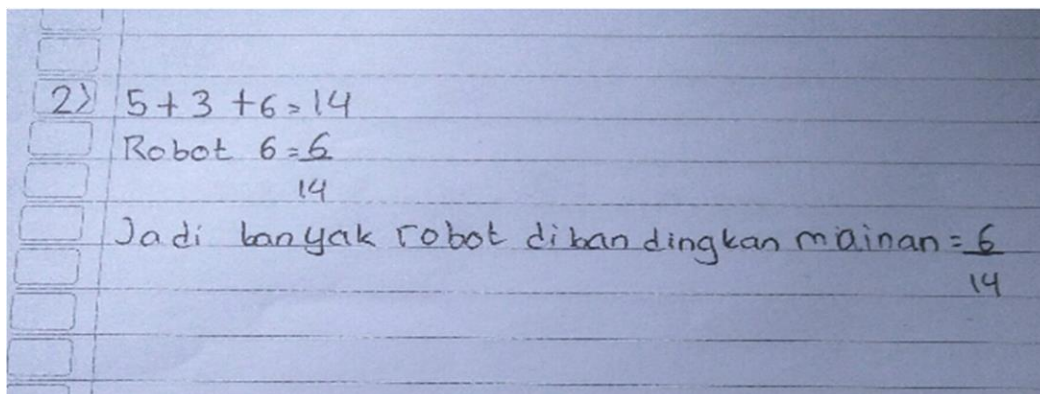 2) 5 + 3 + 6 = 14
Robot 6 = 6/14
Jadi banyak robot dibandingkan mainan = 6/14